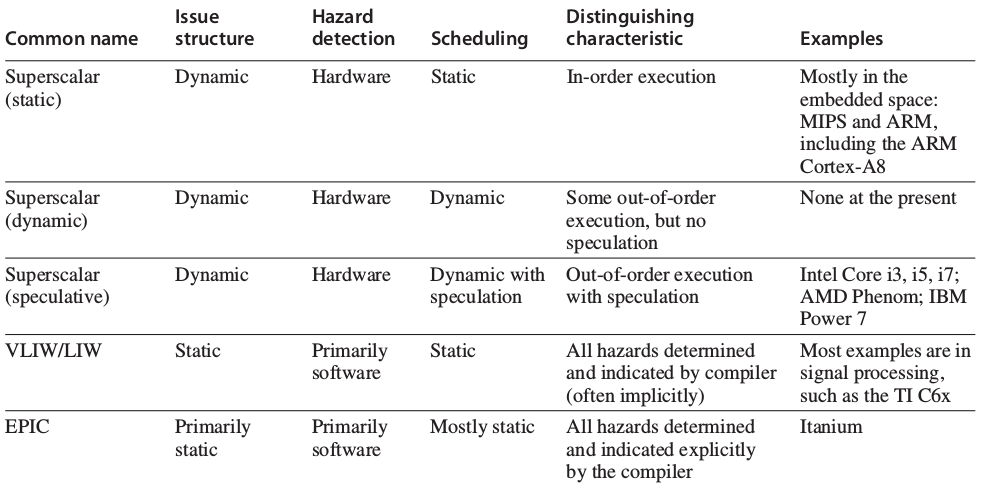 Common name Issue structure Hazard detection Scheduling Distinguishing characteristic Examples
Superscalar (static) Dynamic Hardware Static In-order execution Mostly in the embedded space: MIPS and ARM, including the ARM Cortex-A8
Superscalar (dynamic) Dynamic Hardware Dynamic Some out-of-order execution, but no speculation None at the present
Superscalar (speculative) Dynamic Hardware Dynamic with speculation Out-of-order execution with speculation Intel Core i3, i5, i7; AMD Phenom; IBM Power 7
VLIW/LIW Static Primarily software Static All hazards determined and indicated by compiler (often implicitly) Most examples are in signal processing, such as the TI C6x
EPIC Primarily static Primarily software Mostly static All hazards determined and indicated explicitly by the compiler Itanium